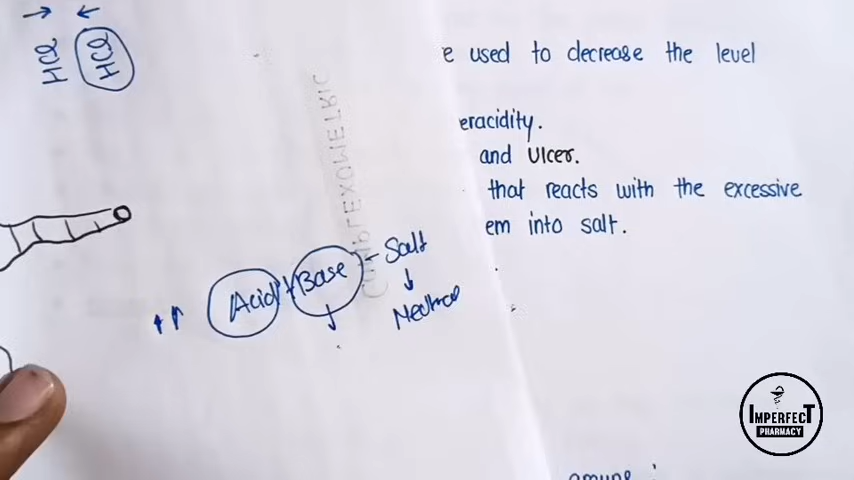 HCl HCl
e used to decrease the level
eracidity.
and Ulcer.
that reacts with the excessive
em into salt.
COMPLEXOMETRIC
Acid + Base
Salt
IMPERFECT
PHARMACY